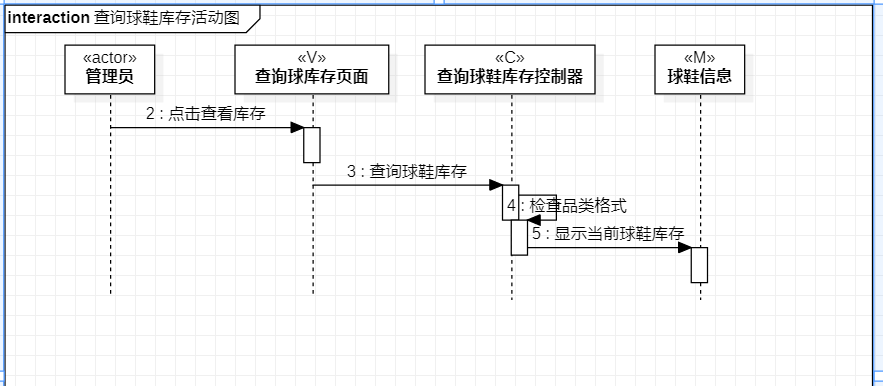 interaction 查询球鞋库存活动图
«actor»
管理员
«V»
查询球库存页面
«C»
查询球鞋库存控制器
«M»
球鞋信息
2 : 点击查看库存
3 : 查询球鞋库存
4 : 检查品类格式
5 : 显示当前球鞋库存